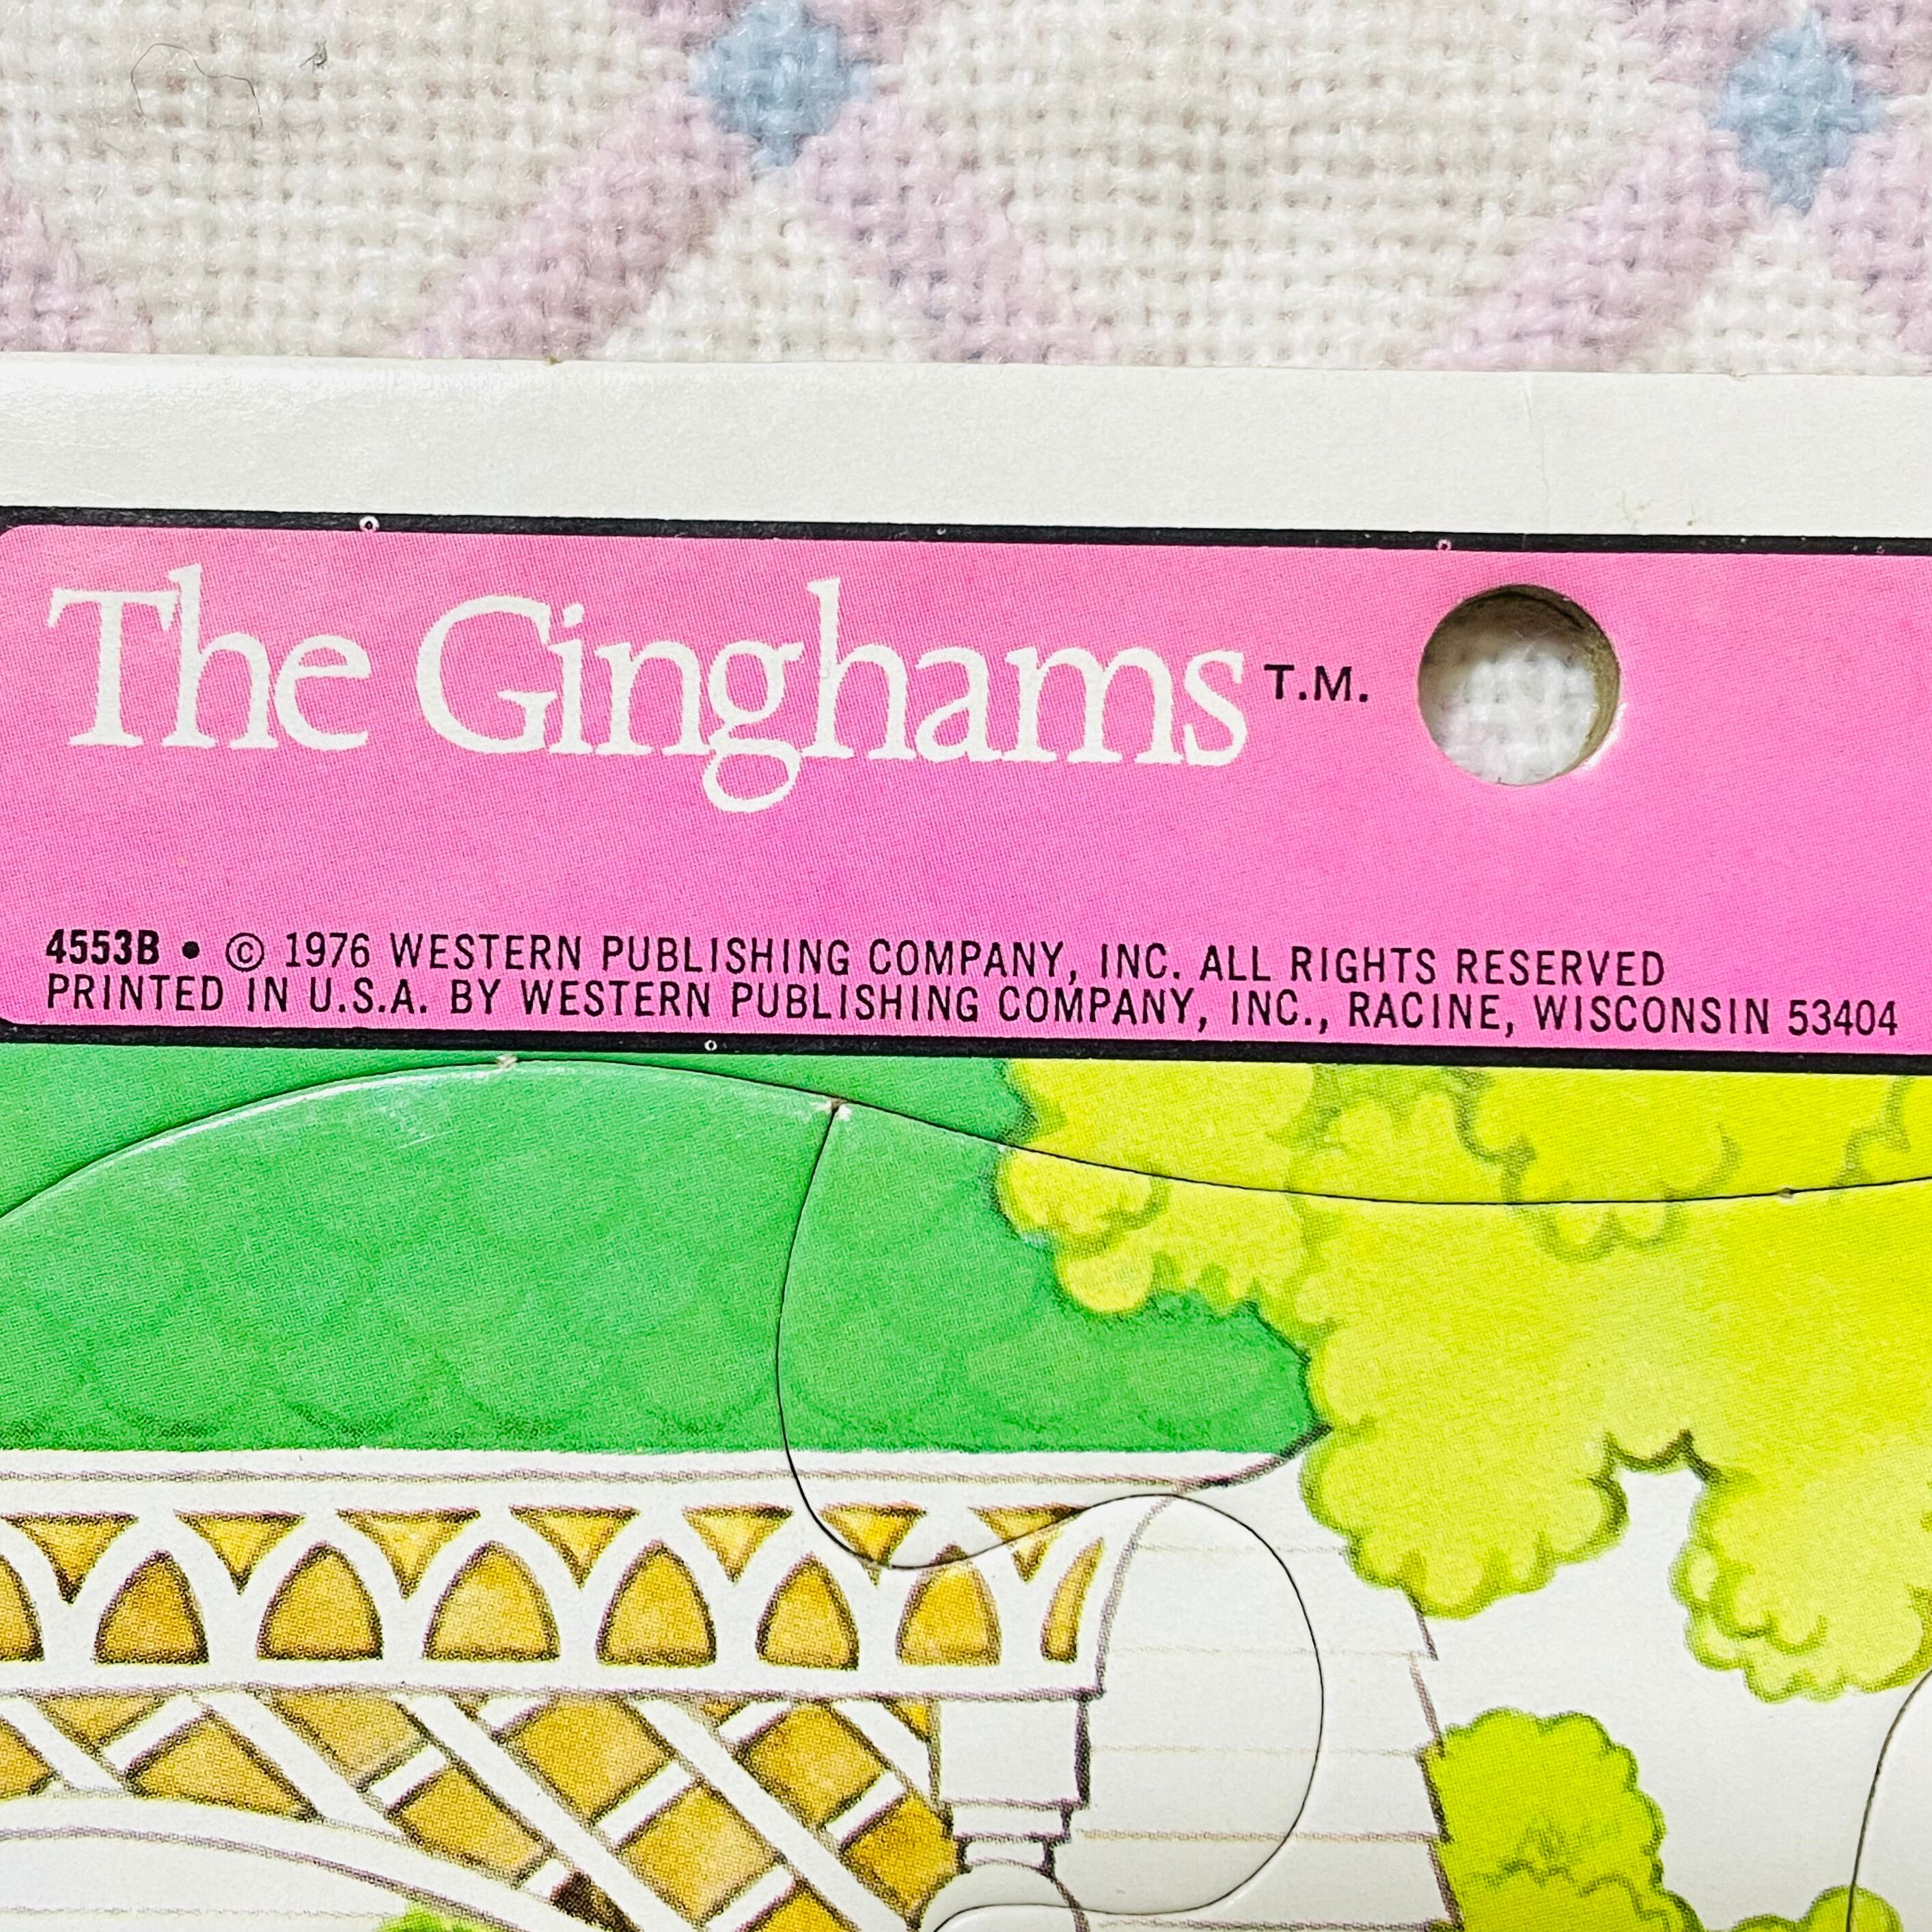 The Ginghams T.M.
4553B • © 1976 WESTERN PUBLISHING COMPANY, INC. ALL RIGHTS RESERVED
PRINTED IN U.S.A. BY WESTERN PUBLISHING COMPANY, INC., RACINE, WISCONSIN 53404